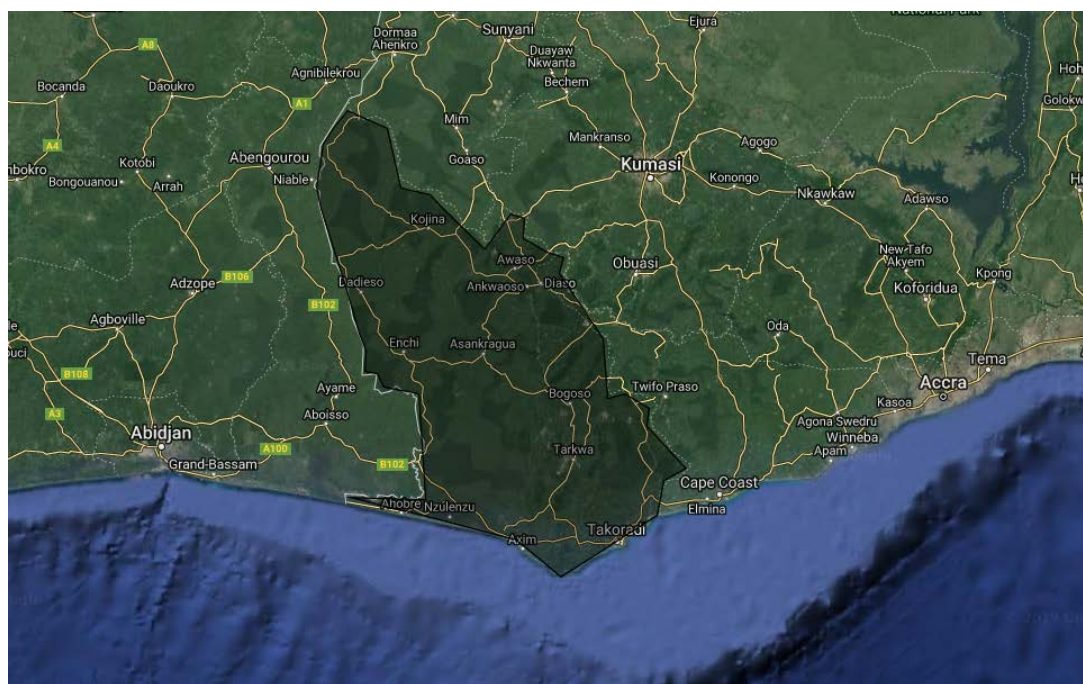 National Park
Ejura
Sunyani
Dormaa
Ahenkro
A8
Duayaw
Nkwanta
Agnibilekrou
Bechem
Bocanda
Daoukro
A1
Mim
Mankranso
Agogo
A4
Kotobi
Abengourou
Goaso
Kumasi
Bongouanou
Arrah
Niable
Konongo
Nkawkaw
Adawso
Kojina
Awaso
New Tafo
Akyem
Obuasi
Kpong
Adzope
B106
Dadieso
Ankwaoso
Diaso
Koforidua
B102
Agboville
Oda
Enchi
Asankragua
Tema
B108
Ayame
Bogoso
Twifo Praso
Accra
A3
Aboisso
Kasoa
Agona Swedru
Abidjan
Winneba
A100
Tarkwa
Apam
Grand-Bassam
B102
Cape Coast
Ahobre
Nzulenzu
Elmina
Takoradi
Axim